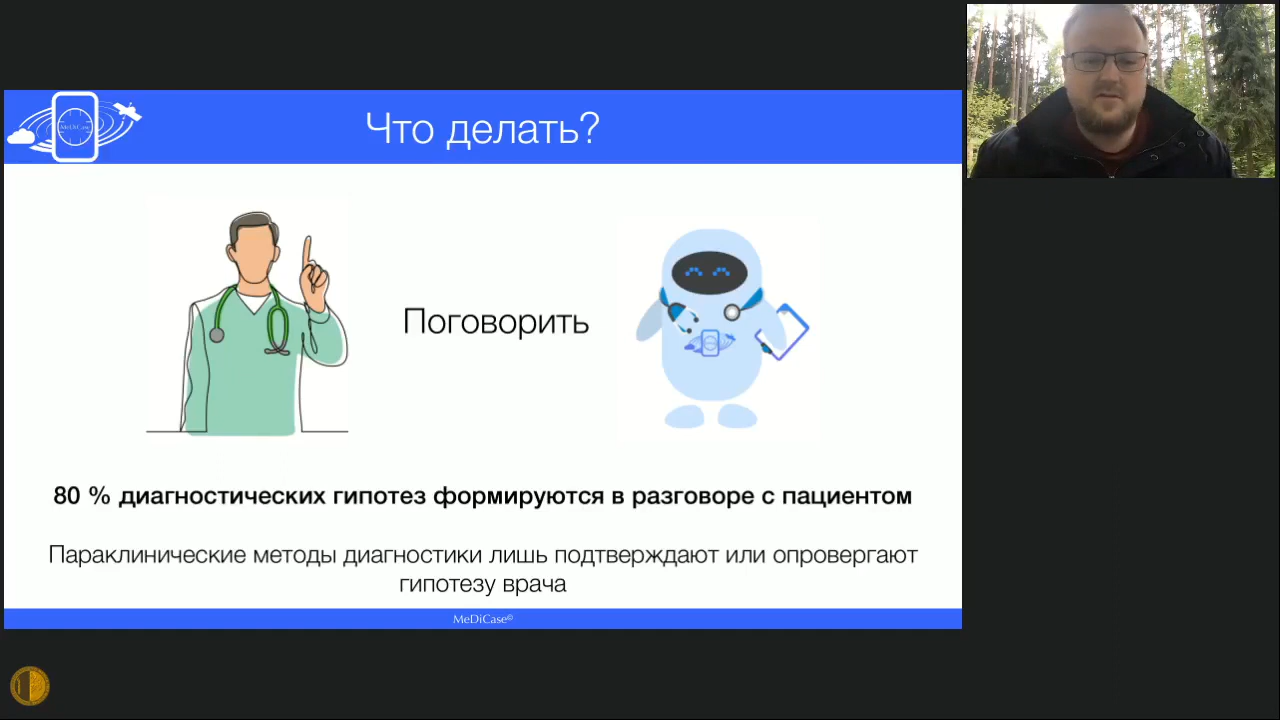 MeDiCase
Что делать?
Поговорить
80 % диагностических гипотез формируются в разговоре с пациентом
Параклинические методы диагностики лишь подтверждают или опровергают
гипотезу врача
MeDiCase©